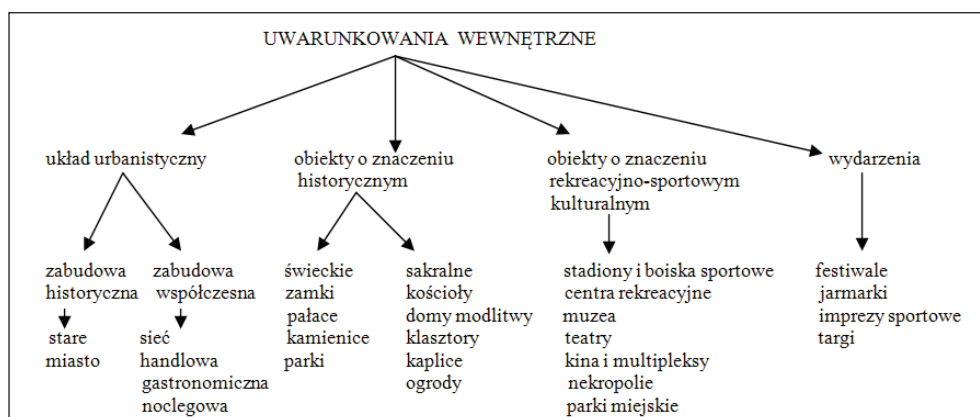 UWARUNKOWANIA WEWNĘTRZNE
układ urbanistyczny
obiekty o znaczeniu
historycznym
obiekty o znaczeniu
rekreacyjno-sportowym
kulturalnym
wydarzenia
zabudowa
historyczna
stare
miasto
zabudowa
współczesna
sieć
handlowa
gastronomiczna
noclegowa
świeckie
zamki
pałace
kamienice
parki
sakralne
kościoły
domy modlitwy
klasztory
kaplice
ogrody
stadiony i boiska sportowe
centra rekreacyjne
muzea
teatry
kina i multipleksy
nekropolie
parki miejskie
festiwale
jarmarki
imprezy sportowe
targi